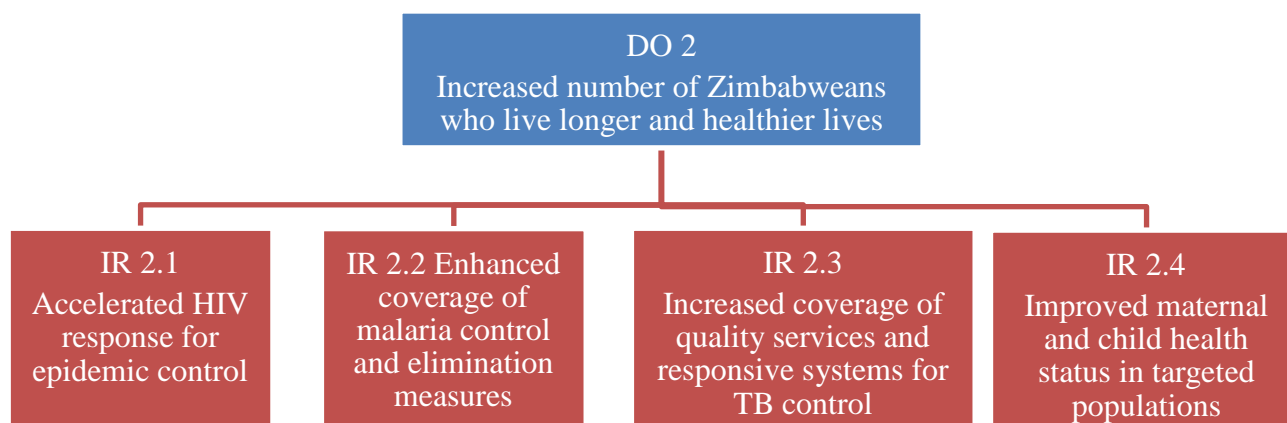 DO 2
Increased number of Zimbabweans
who live longer and healthier lives
IR 2.1
Accelerated HIV
response for
epidemic control
IR 2.2 Enhanced
coverage of
malaria control
and elimination
measures
IR 2.3
Increased coverage of
quality services and
responsive systems for
TB control
IR 2.4
Improved maternal
and child health
status in targeted
populations